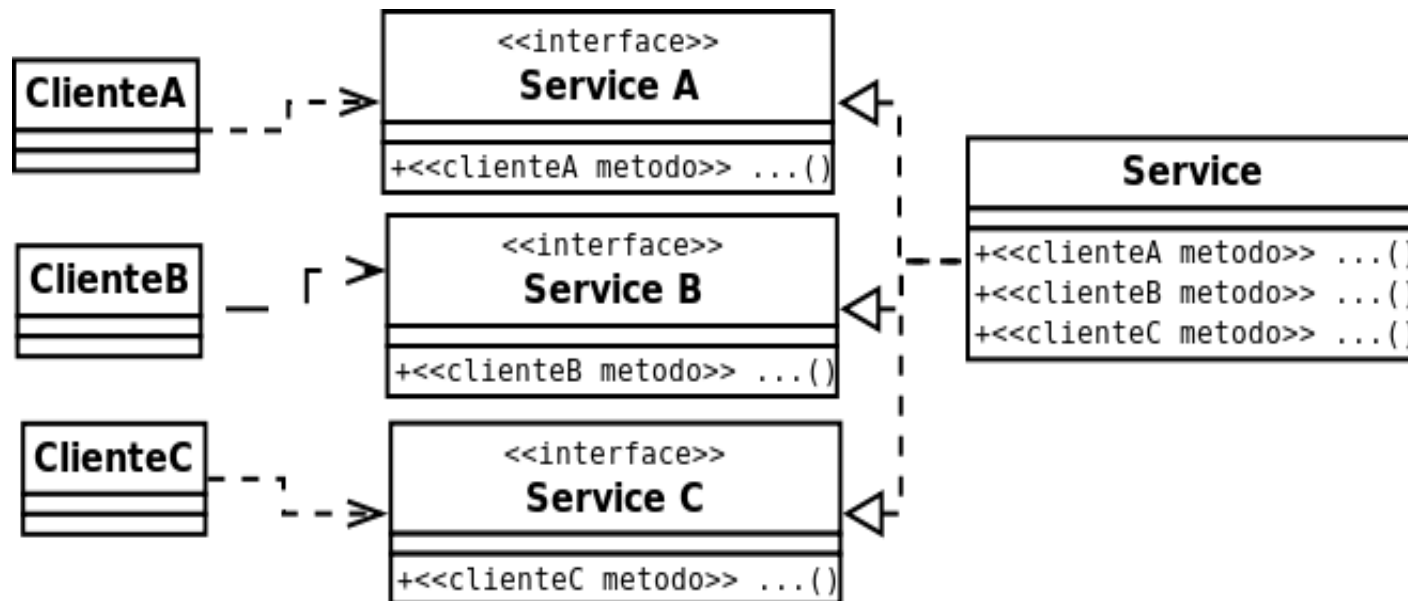 ClienteA
<<interface>>
Service A
+<<clienteA metodo>> ...()
ClienteB
<<interface>>
Service B
+<<clienteB metodo>> ...()
ClienteC
<<interface>>
Service C
+<<clienteC metodo>> ...()
Service
+<<clienteA metodo>> ...()
+<<clienteB metodo>> ...()
+<<clienteC metodo>> ...()